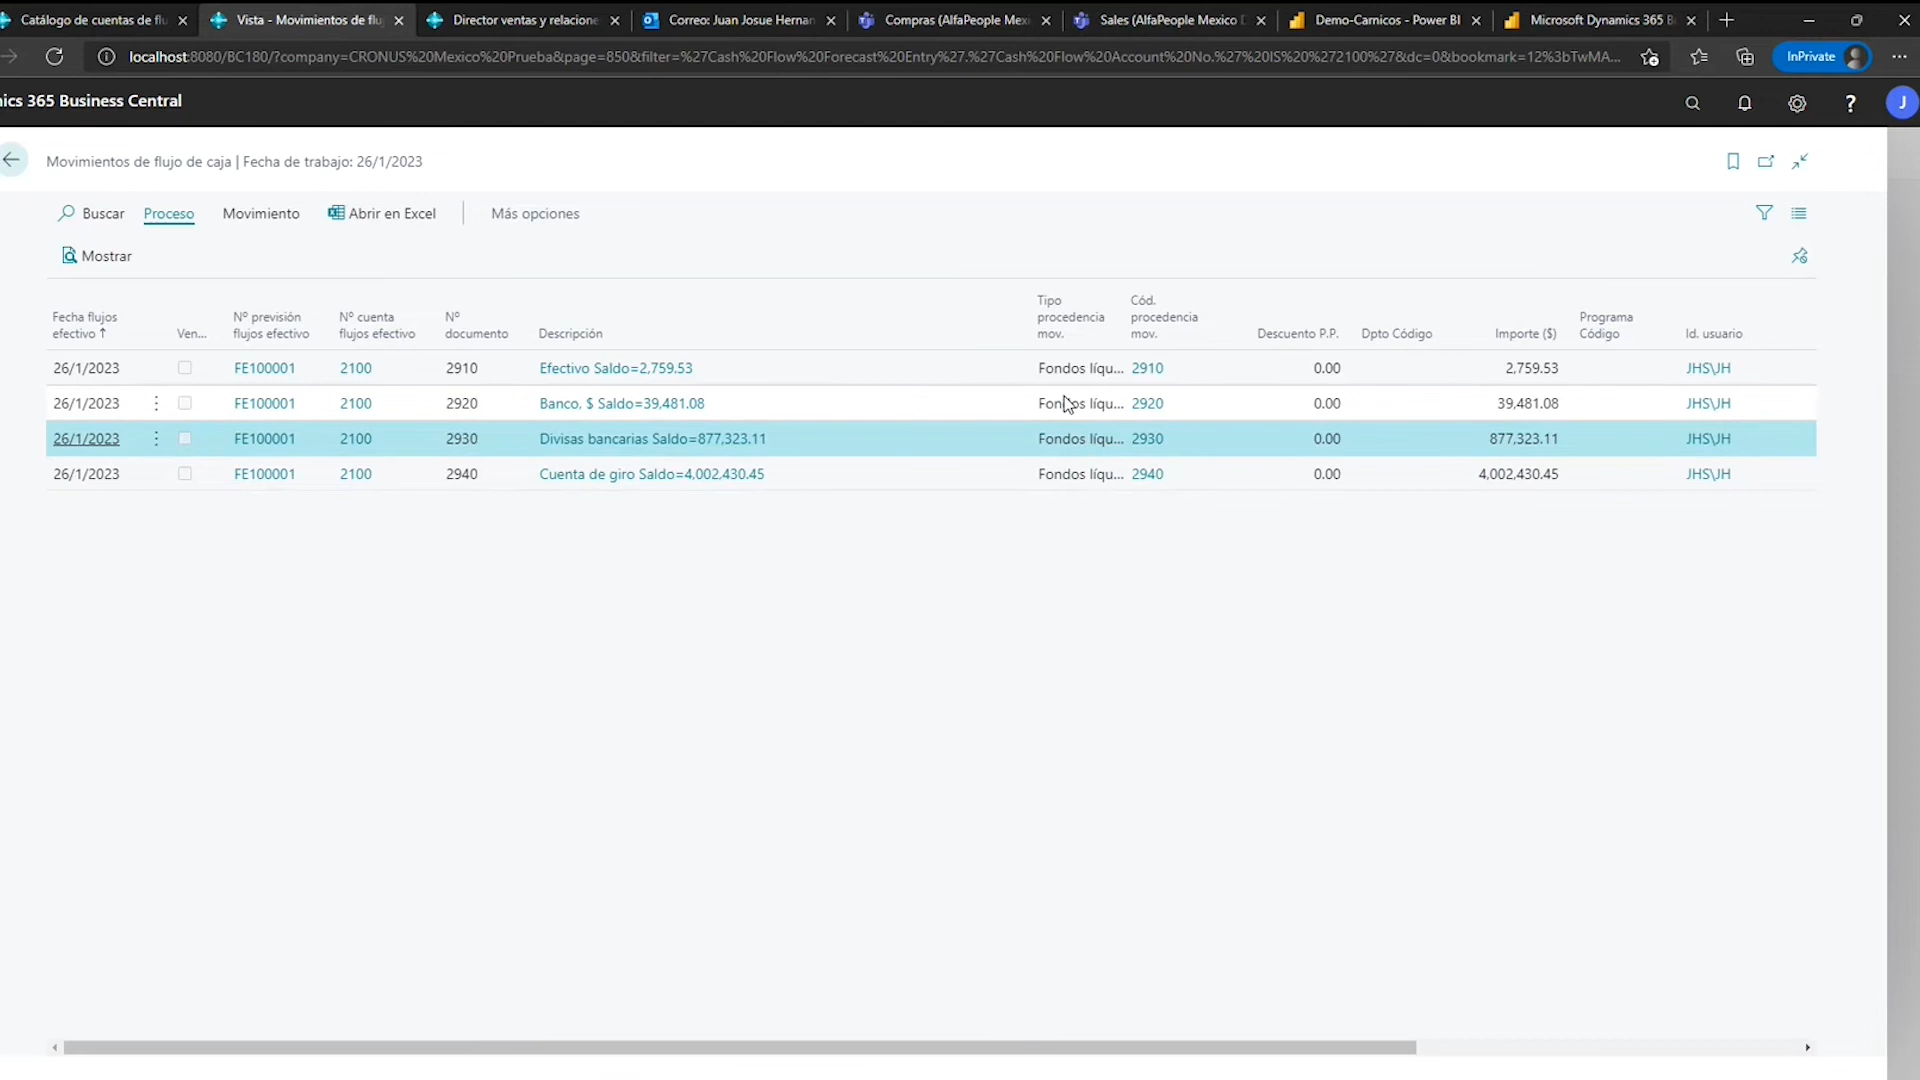 Catálogo de cuentas de flu
Vista - Movimientos de flu
Director ventas y relacione
Correo: Juan Josue Hernan
Compras (AlfaPeople Mexi
Sales (AlfaPeople Mexico D
Demo-Carnicos - Power BI
Microsoft Dynamics 365 B
localhost:8080/BC180/?company=CRONUS%20Mexico%20Prueba&page=850&filter=%27Cash%20Flow%20Forecast%20Entry%27.%27Cash%20Flow%20Account%20No.%27%20IS%20%272100%27&dc=0&bookmark=12%3bTwMA...
InPrivate
ics 365 Business Central
J
Movimientos de flujo de caja | Fecha de trabajo: 26/1/2023
Buscar Proceso Movimiento Abrir en Excel Más opciones
Mostrar
Fecha flujos efectivo ↑
Ven...
Nº previsión flujos efectivo
Nº cuenta flujos efectivo
Nº documento
Descripción
Tipo procedencia mov.
Cód. procedencia mov.
Descuento P.P.
Dpto Código
Importe ($)
Programa Código
Id. usuario
26/1/2023 FE100001 2100 2910 Efectivo Saldo=2,759.53 Fondos líqu... 2910 0.00 2,759.53 JHS\JH
26/1/2023 FE100001 2100 2920 Banco, $ Saldo=39,481.08 Fondos líqu... 2920 0.00 39,481.08 JHS\JH
26/1/2023 FE100001 2100 2930 Divisas bancarias Saldo=877,323.11 Fondos líqu... 2930 0.00 877,323.11 JHS\JH
26/1/2023 FE100001 2100 2940 Cuenta de giro Saldo=4,002,430.45 Fondos líqu... 2940 0.00 4,002,430.45 JHS\JH